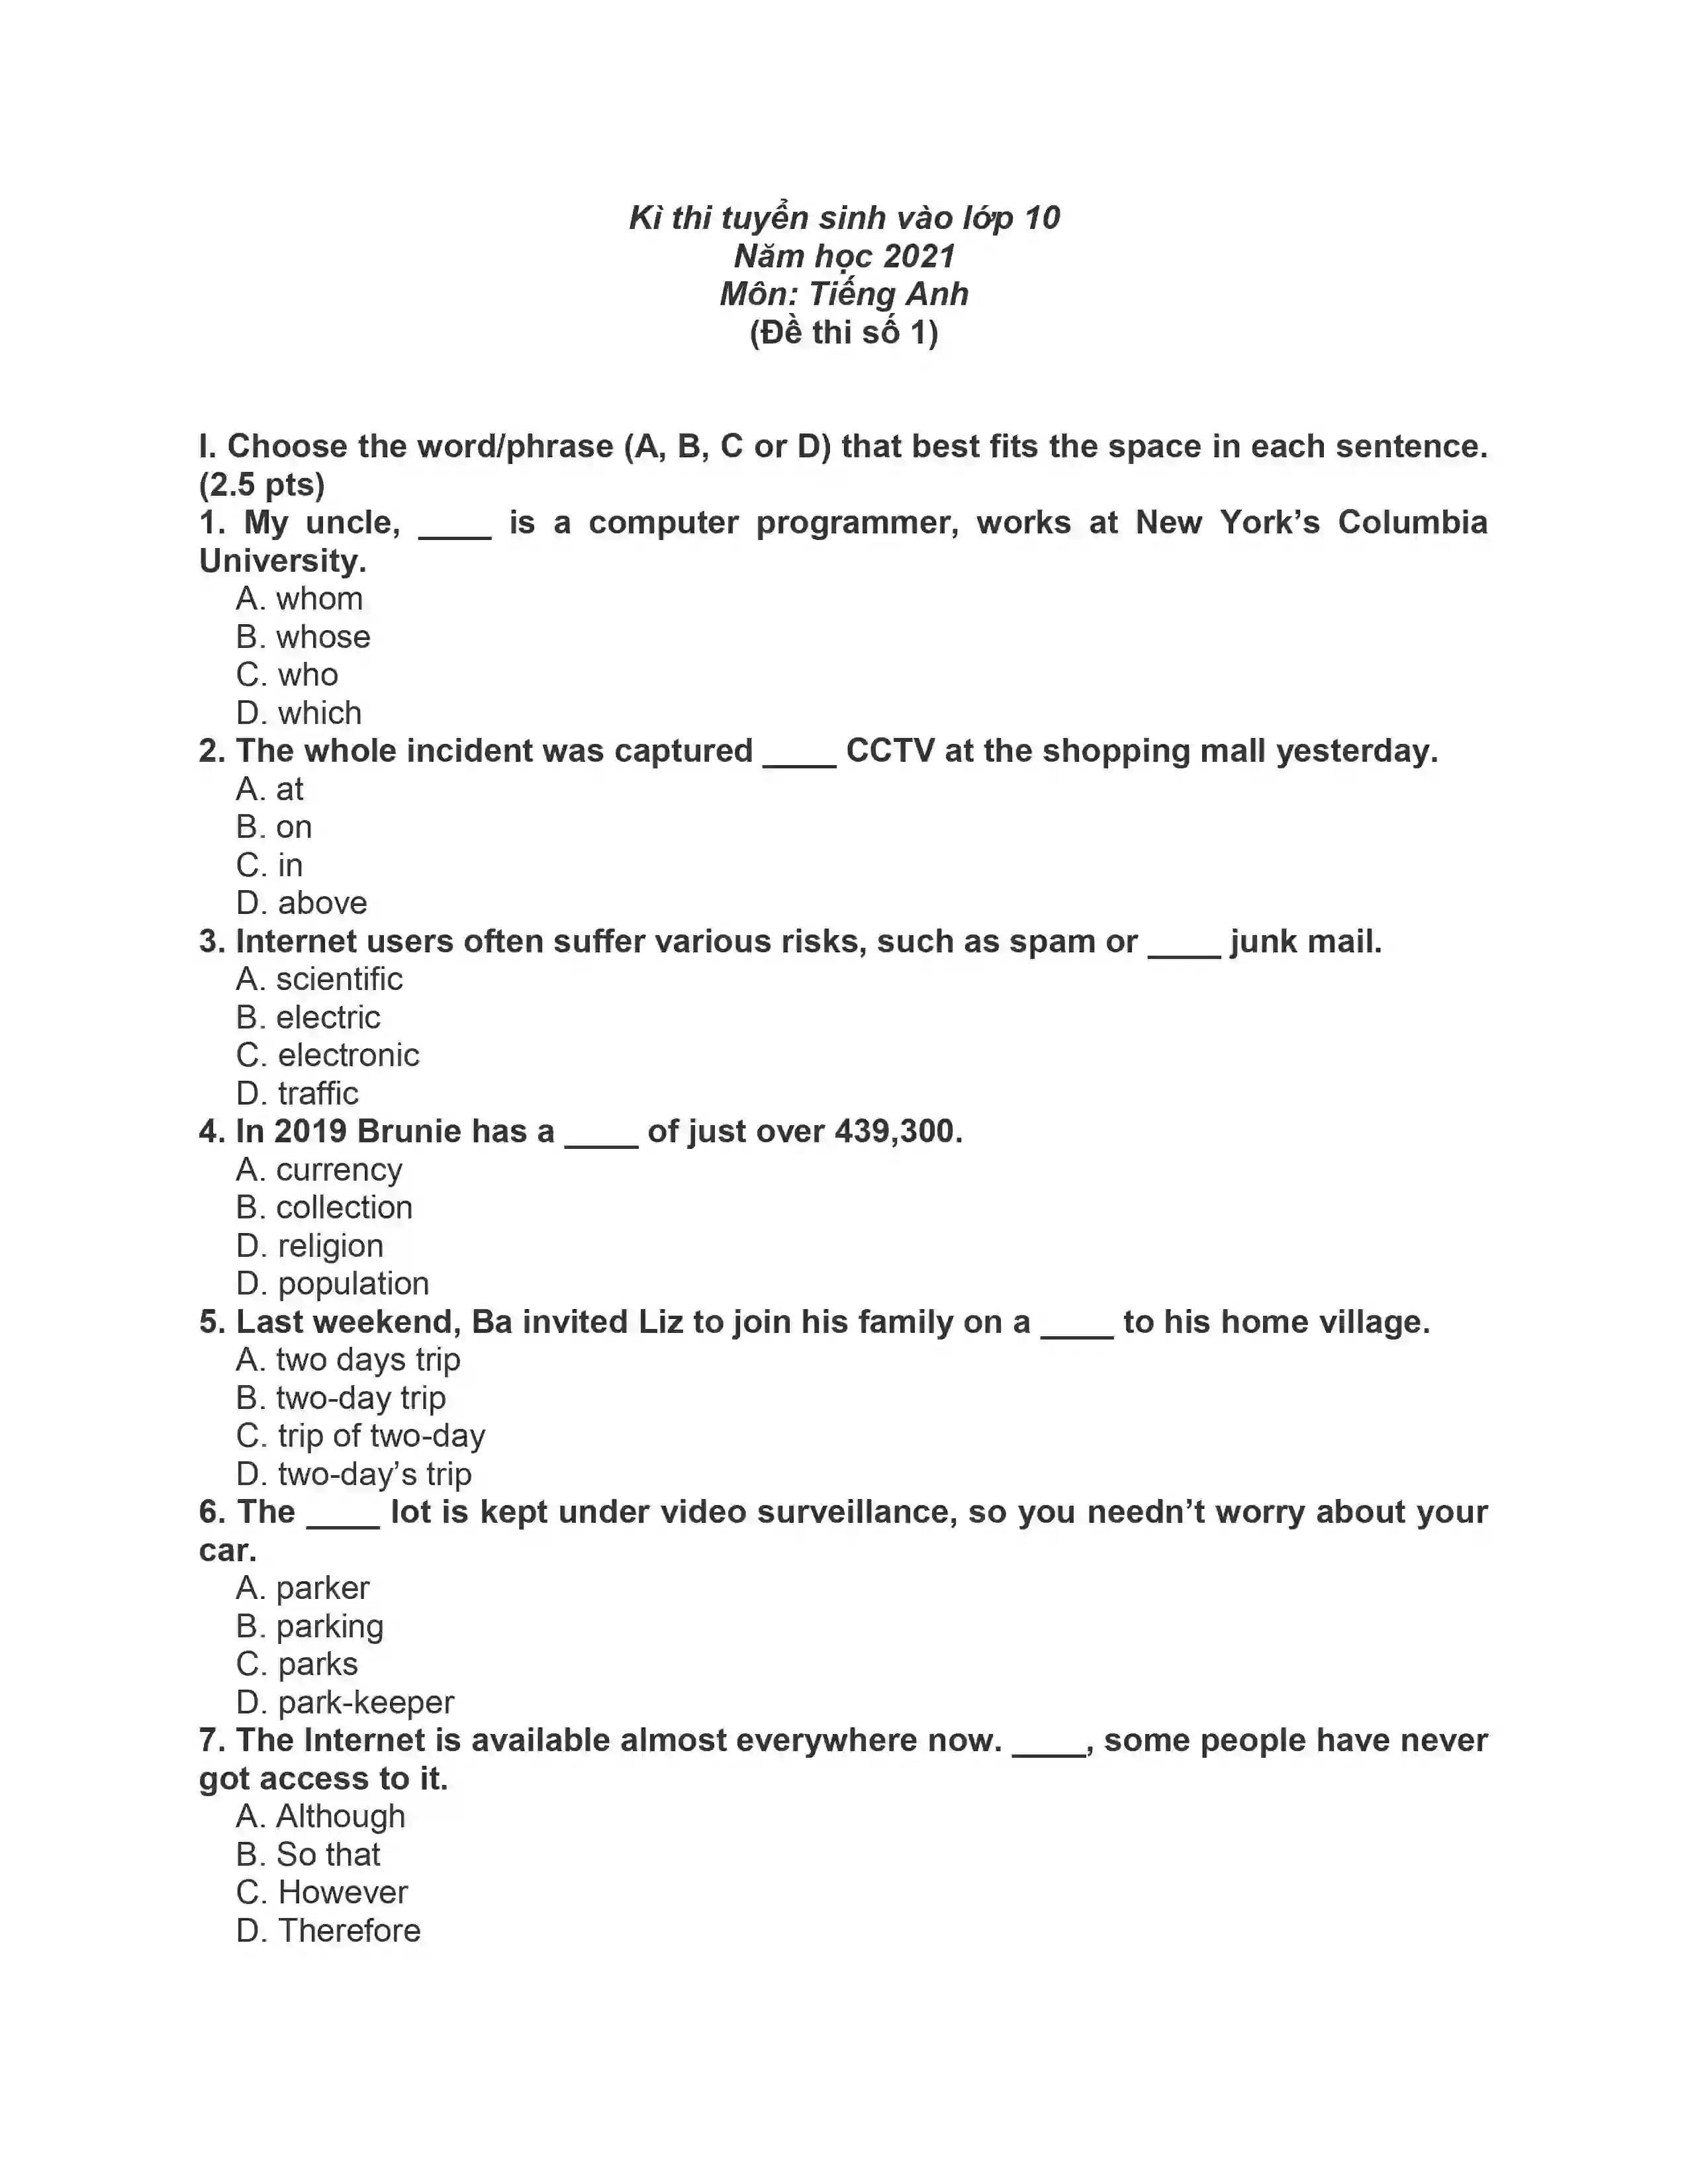 Kì thi tuyển sinh vào lớp 10
Năm học 2021
Môn: Tiếng Anh
(Đề thi số 1)
I. Choose the word/phrase (A, B, C or D) that best fits the space in each sentence.
(2.5 pts)
1. My uncle, ____ is a computer programmer, works at New York’s Columbia
University.
A. whom
B. whose
C. who
D. which
2. The whole incident was captured ____ CCTV at the shopping mall yesterday.
A. at
B. on
C. in
D. above
3. Internet users often suffer various risks, such as spam or ____ junk mail.
A. scientific
B. electric
C. electronic
D. traffic
4. In 2019 Brunie has a ____ of just over 439,300.
A. currency
B. collection
D. religion
D. population
5. Last weekend, Ba invited Liz to join his family on a ____ to his home village.
A. two days trip
B. two-day trip
C. trip of two-day
D. two-day’s trip
6. The ____ lot is kept under video surveillance, so you needn’t worry about your
car.
A. parker
B. parking
C. parks
D. park-keeper
7. The Internet is available almost everywhere now. ____, some people have never
got access to it.
A. Although
B. So that
C. However
D. Therefore